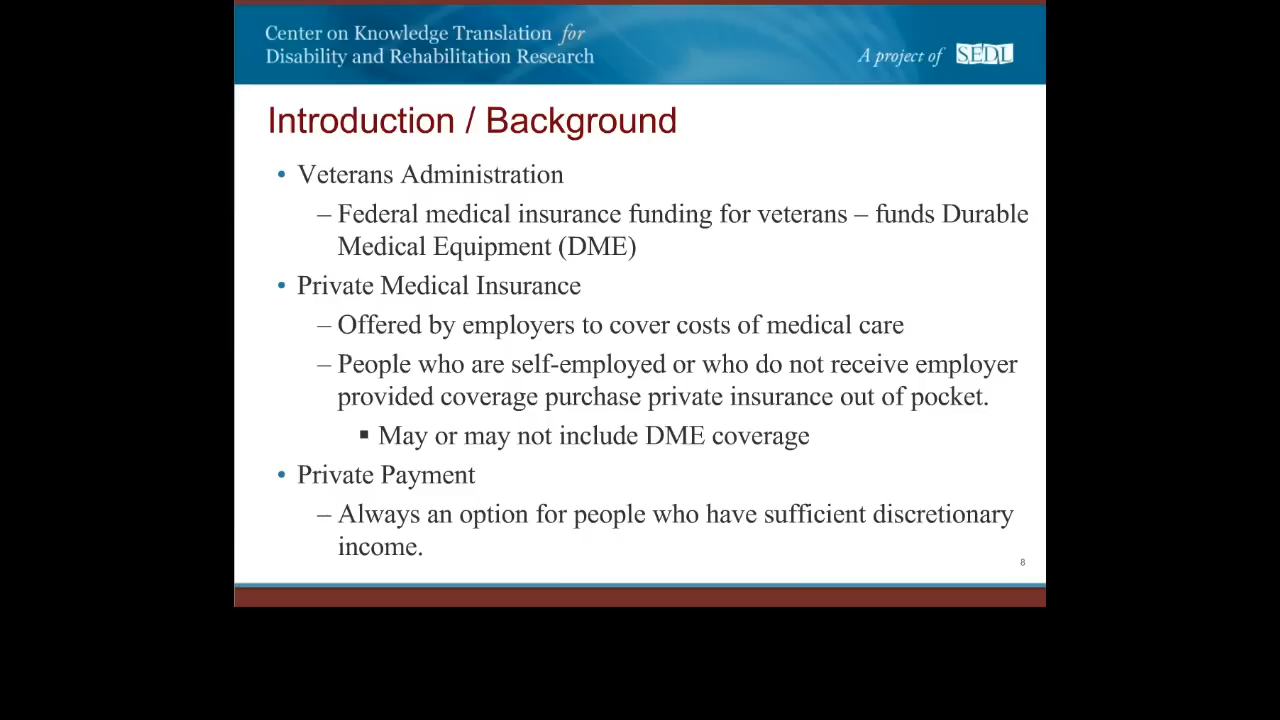 Center on Knowledge Translation for
Disability and Rehabilitation Research
A project of SEDL
Introduction / Background
• Veterans Administration
– Federal medical insurance funding for veterans – funds Durable
Medical Equipment (DME)
• Private Medical Insurance
– Offered by employers to cover costs of medical care
– People who are self-employed or who do not receive employer
provided coverage purchase private insurance out of pocket.
▪ May or may not include DME coverage
• Private Payment
– Always an option for people who have sufficient discretionary
income.
8